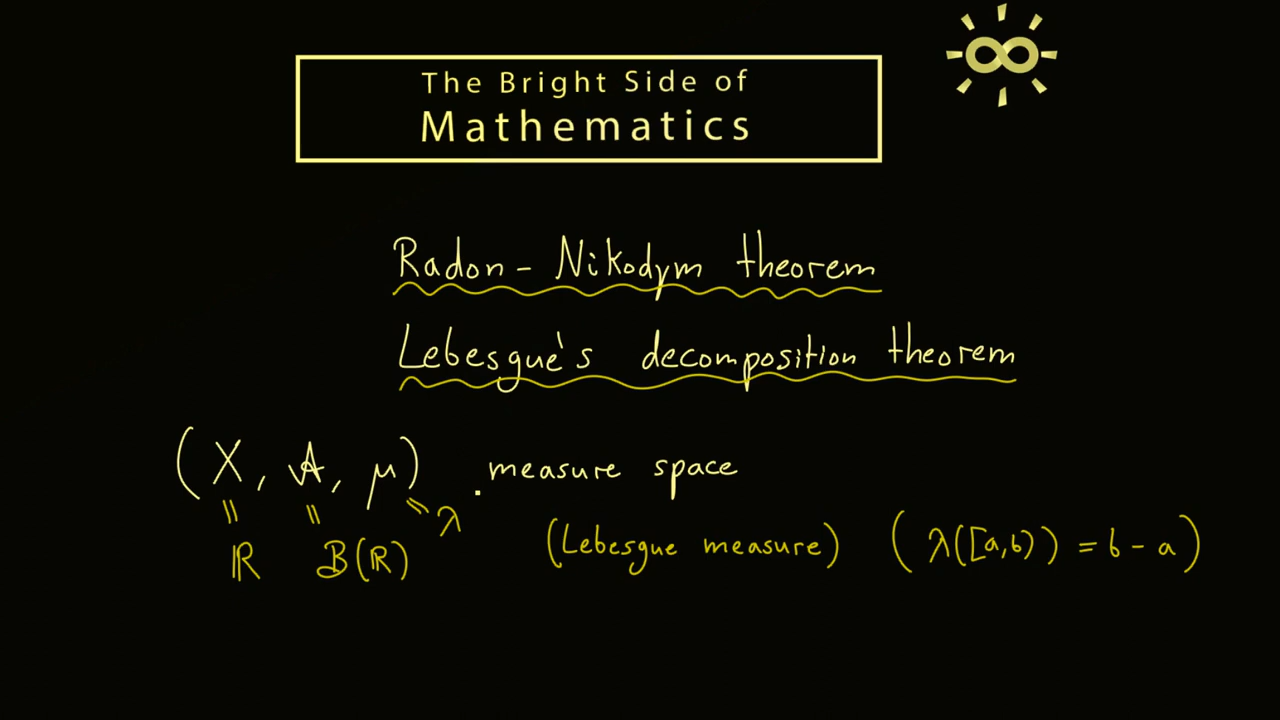 The Bright Side of
Mathematics
Radon - Nikodym theorem
Lebesgue's decomposition theorem
(X, 𝒜, μ) measure space
= = = λ
ℝ ℬ(ℝ) (Lebesgue measure) (λ([a,b)) = b - a)